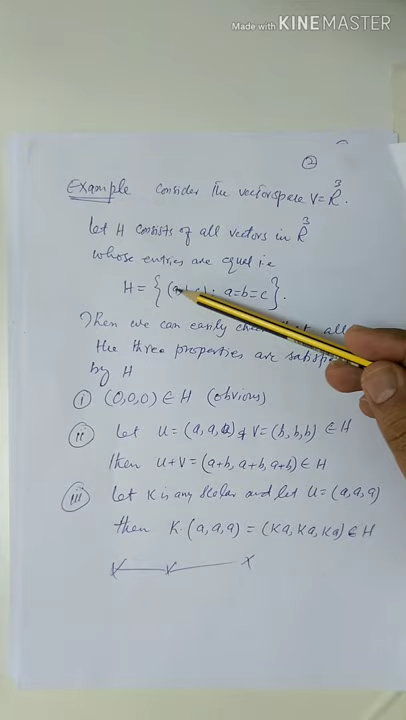 Made with KINEMASTER
②
Example Consider The vectorspace V=R³.
Let H consists of all vectors in R³
whose entries are equal i.e
H = { (a, b, c) : a=b=c }.
Then we can easily check that all
the three properties are satisfied
by H
(i) (0,0,0) ∈ H (obvious)
(ii) Let U = (a, a, a) & V = (b, b, b) ∈ H
then U+V = (a+b, a+b, a+b) ∈ H
(iii) Let K is any scalar and let U = (a, a, a)
then K. (a, a, a) = (Ka, Ka, Ka) ∈ H